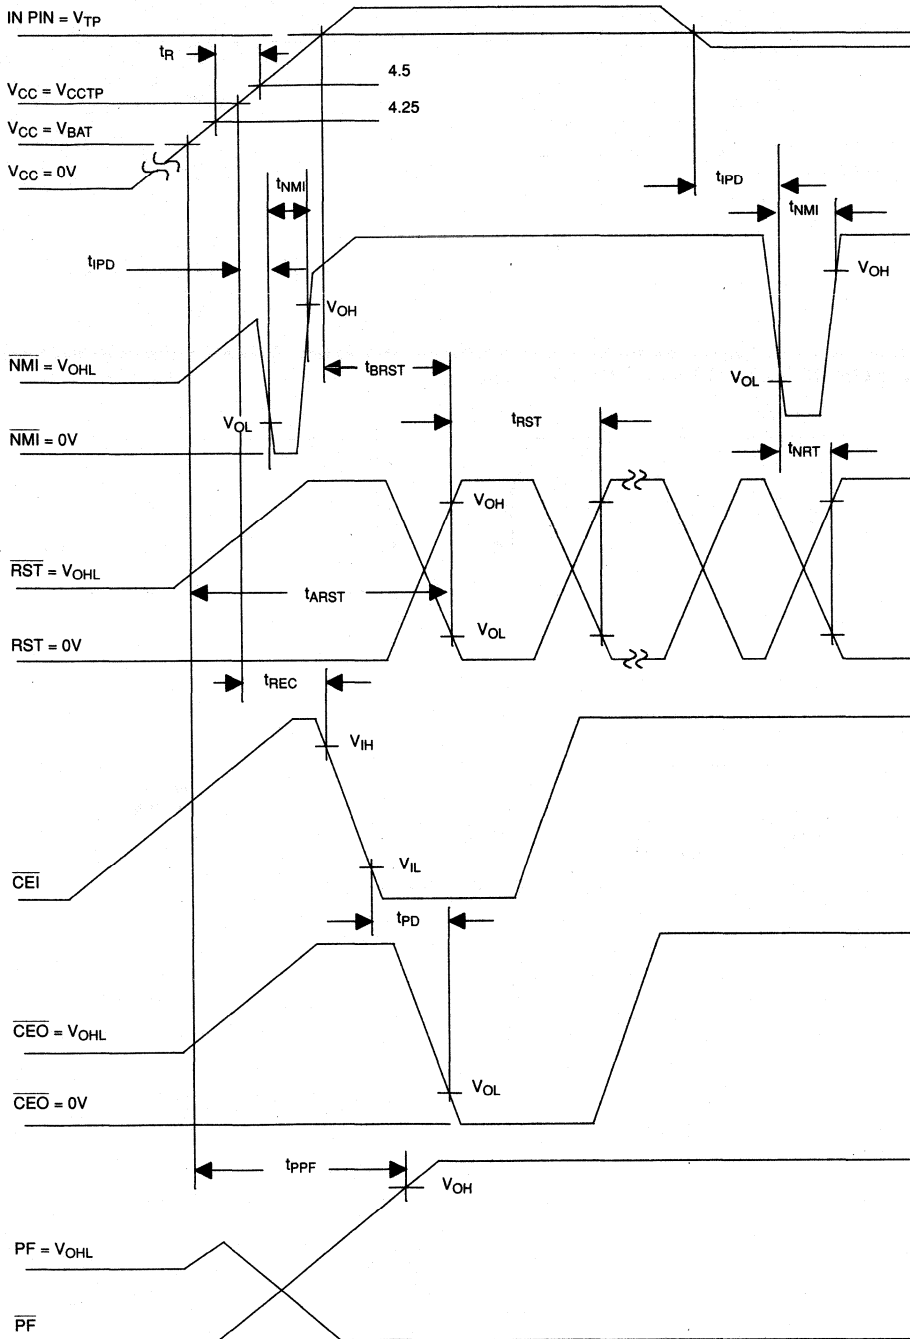 IN PIN = VTP
tR
4.5
VCC = VCCTP
4.25
VCC = VBAT
VCC = 0V
tNMI
tIPD
tNMI
tIPD
VOH
VOH
NMI = VOHL
tBRST
VOL
VOL
tRST
NMI = 0V
tNRT
VOH
RST = VOHL
tARST
VOL
RST = 0V
tREC
VIH
VIL
CEI
tPD
CEO = VOHL
VOL
CEO = 0V
tPPF
VOH
PF = VOHL
PF